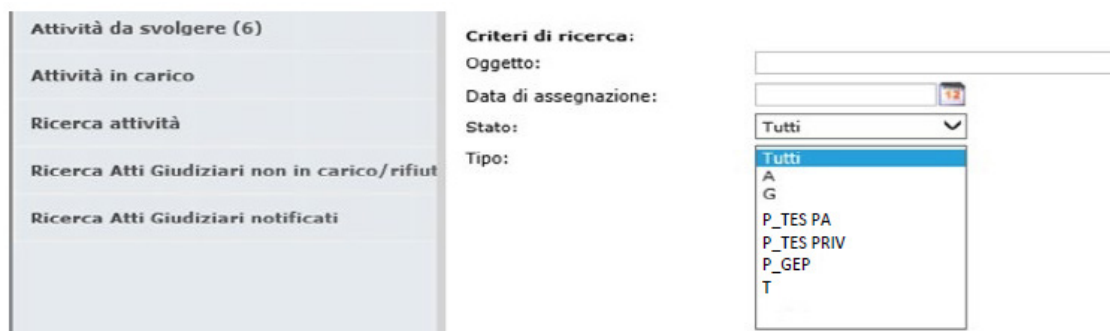 Attività da svolgere (6)
Attività in carico
Ricerca attività
Ricerca Atti Giudiziari non in carico/rifiut
Ricerca Atti Giudiziari notificati
Criteri di ricerca:
Oggetto:
Data di assegnazione:
12
Stato:
Tutti
Tipo:
Tutti
A
G
P_TES PA
P_TES PRIV
P_GEP
T